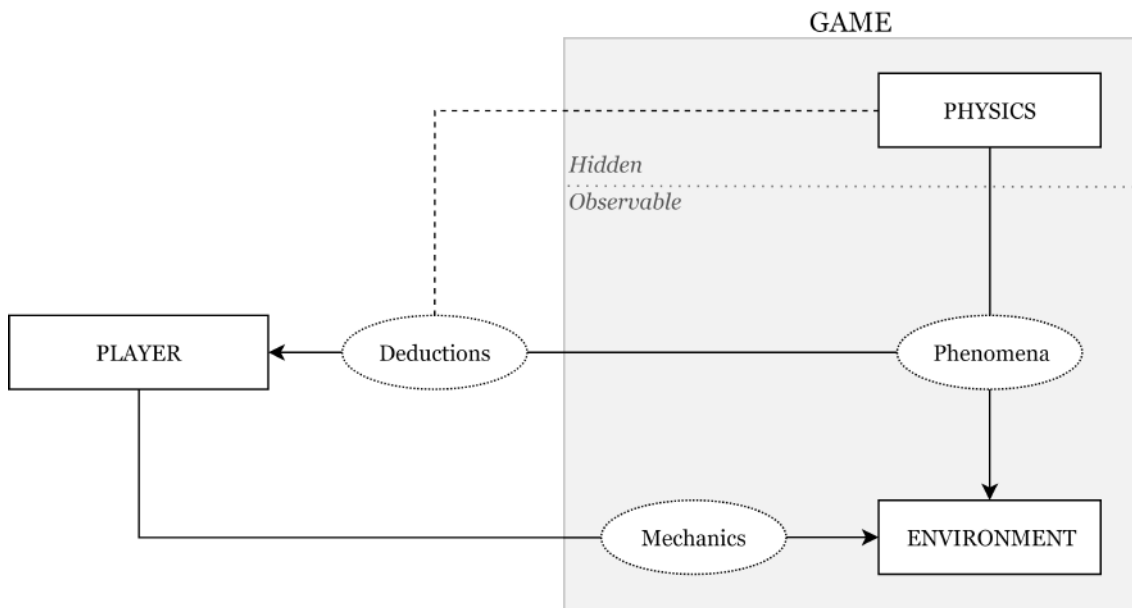 GAME
PHYSICS
Hidden
Observable
PLAYER
Deductions
Phenomena
Mechanics
ENVIRONMENT